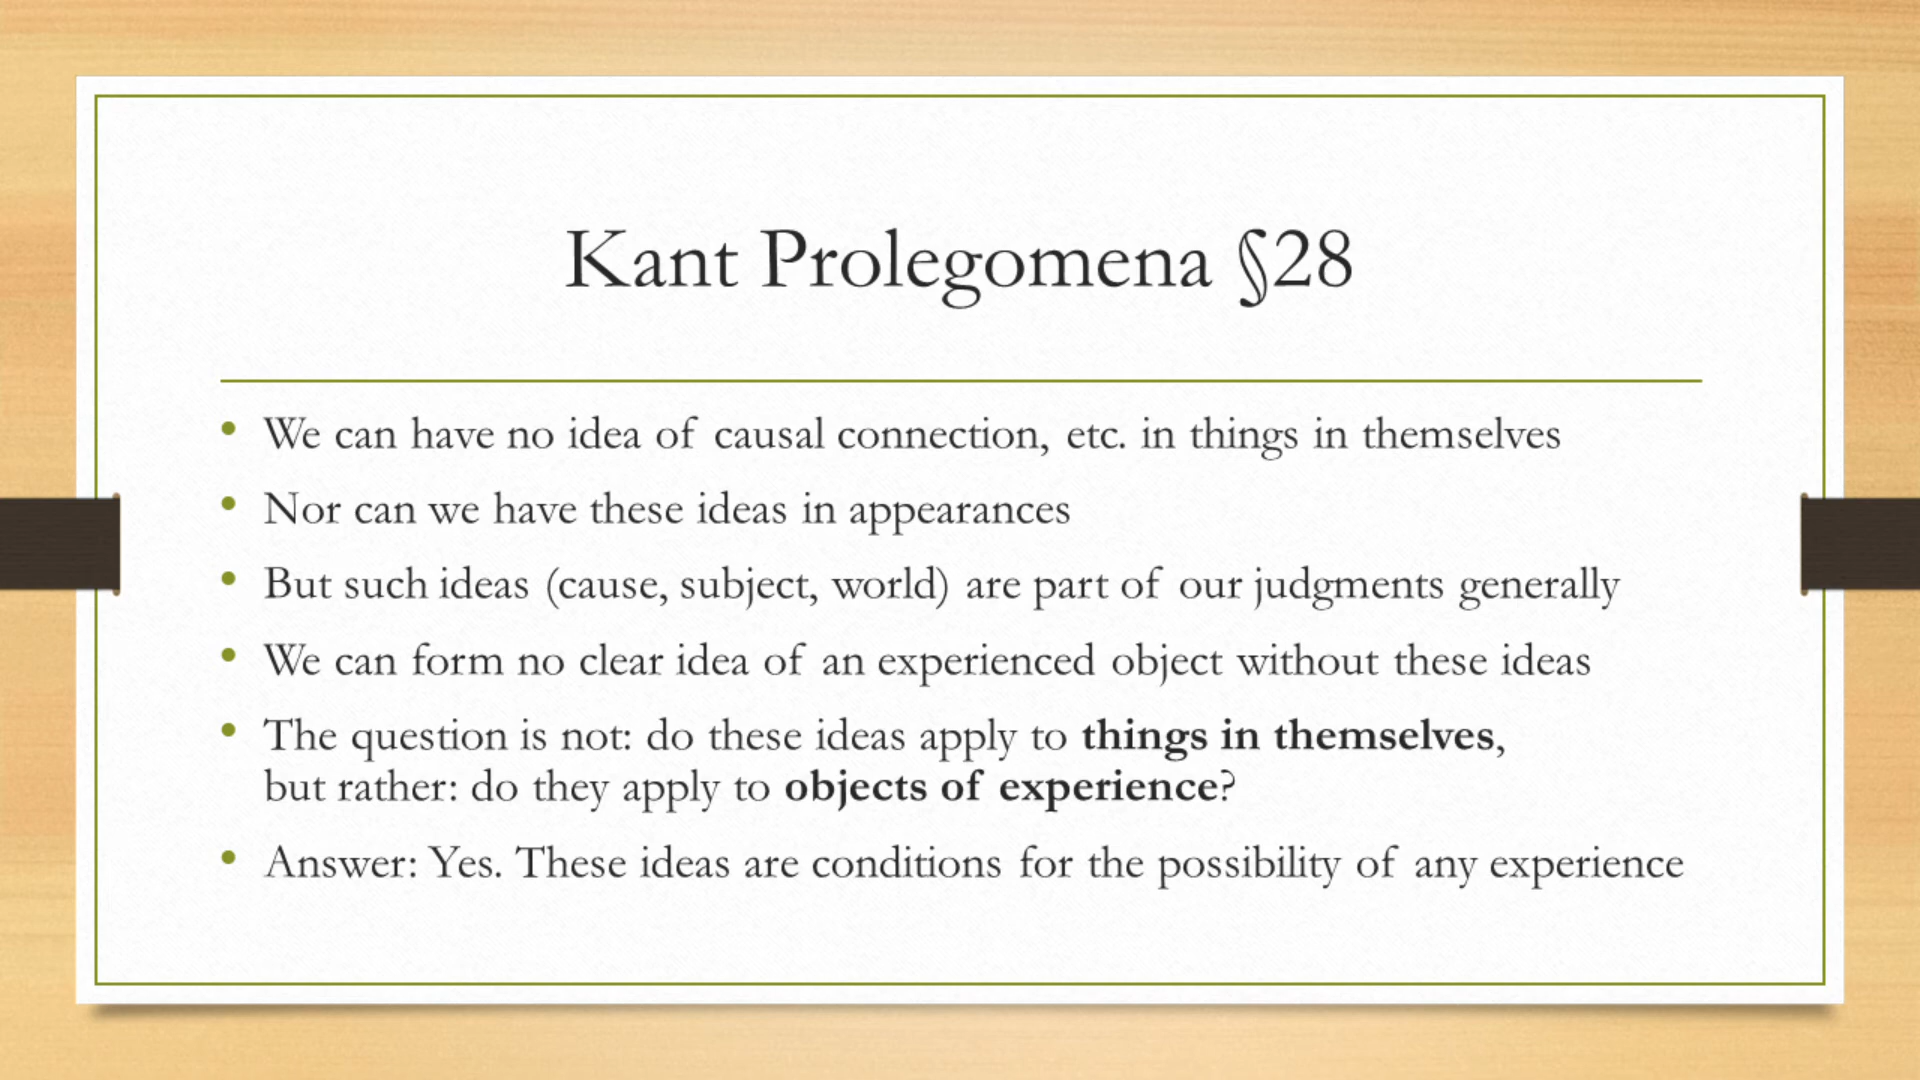 Kant Prolegomena §28
• We can have no idea of causal connection, etc. in things in themselves
• Nor can we have these ideas in appearances
• But such ideas (cause, subject, world) are part of our judgments generally
• We can form no clear idea of an experienced object without these ideas
• The question is not: do these ideas apply to things in themselves,
but rather: do they apply to objects of experience?
• Answer: Yes. These ideas are conditions for the possibility of any experience